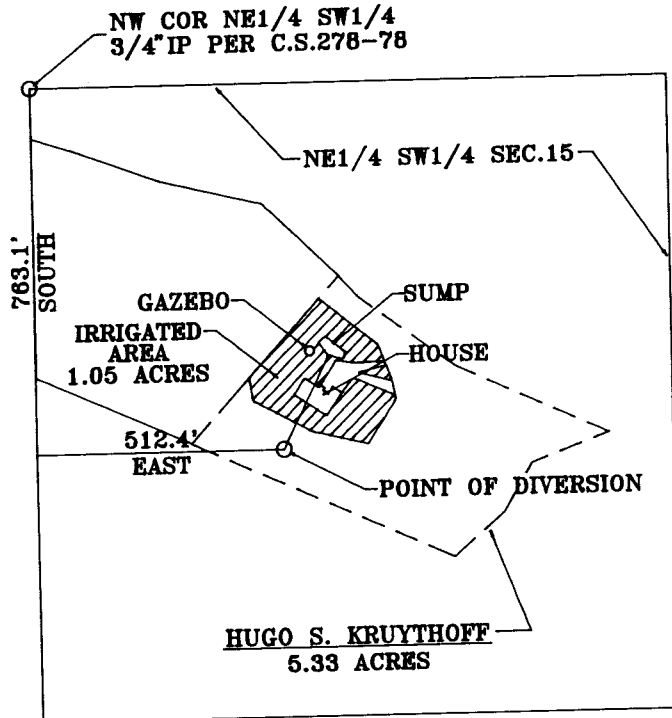 NW COR NE1/4 SW1/4
3/4"IP PER C.S.278-78
NE1/4 SW1/4 SEC.15
763.1'
SOUTH
GAZEBO
SUMP
IRRIGATED
AREA
1.05 ACRES
HOUSE
512.4'
EAST
POINT OF DIVERSION
HUGO S. KRUYTHOFF
5.33 ACRES